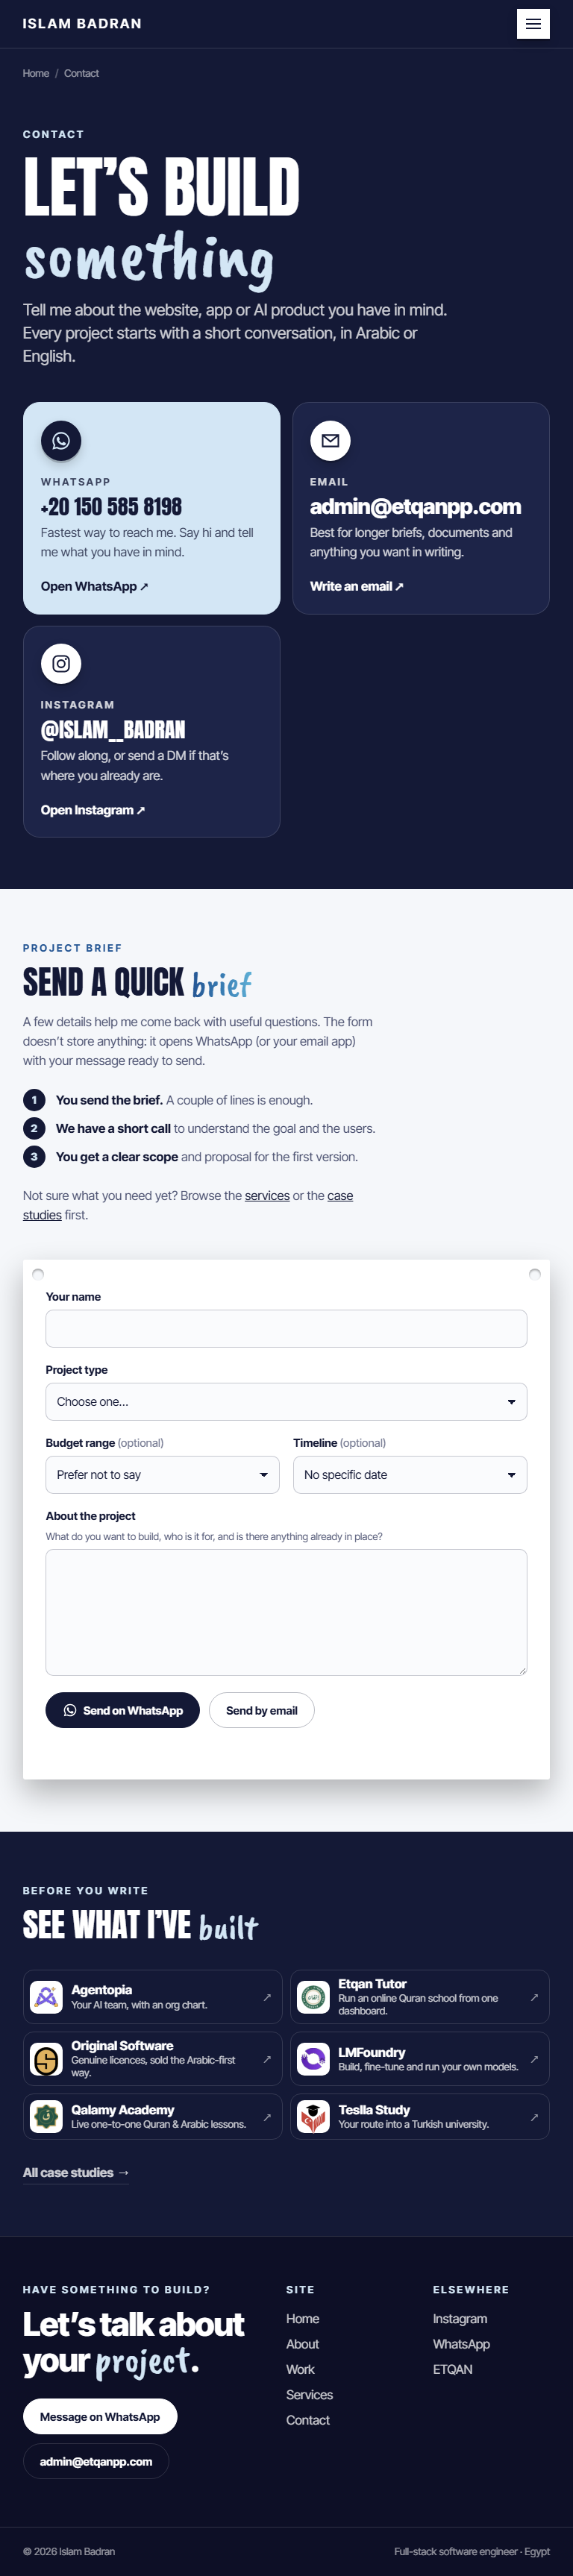 ISLAM BADRAN
Home / Contact
CONTACT
LET'S BUILD
something
Tell me about the website, app or AI product you have in mind.
Every project starts with a short conversation, in Arabic or
English.
WHATSAPP
+20 150 585 8198
Fastest way to reach me. Say hi and tell
me what you have in mind.
Open WhatsApp ↗
EMAIL
admin@etqanpp.com
Best for longer briefs, documents and
anything you want in writing.
Write an email ↗
INSTAGRAM
@ISLAM__BADRAN
Follow along, or send a DM if that's
where you already are.
Open Instagram ↗
PROJECT BRIEF
SEND A QUICK brief
A few details help me come back with useful questions. The form
doesn't store anything: it opens WhatsApp (or your email app)
with your message ready to send.
1 You send the brief. A couple of lines is enough.
2 We have a short call to understand the goal and the users.
3 You get a clear scope and proposal for the first version.
Not sure what you need yet? Browse the services or the case
studies first.
Your name
Project type
Choose one...
Budget range (optional)
Prefer not to say
Timeline (optional)
No specific date
About the project
What do you want to build, who is it for, and is there anything already in place?
Send on WhatsApp
Send by email
BEFORE YOU WRITE
SEE WHAT I'VE built
Agentopia
Your AI team, with an org chart.
↗
Etqan Tutor
Run an online Quran school from one
dashboard.
↗
Original Software
Genuine licences, sold the Arabic-first
way.
↗
LMFoundry
Build, fine-tune and run your own models.
↗
Qalamy Academy
Live one-to-one Quran & Arabic lessons.
↗
Teslla Study
Your route into a Turkish university.
↗
All case studies →
HAVE SOMETHING TO BUILD?
Let's talk about
your project.
Message on WhatsApp
admin@etqanpp.com
SITE
Home
About
Work
Services
Contact
ELSEWHERE
Instagram
WhatsApp
ETQAN
© 2026 Islam Badran
Full-stack software engineer · Egypt